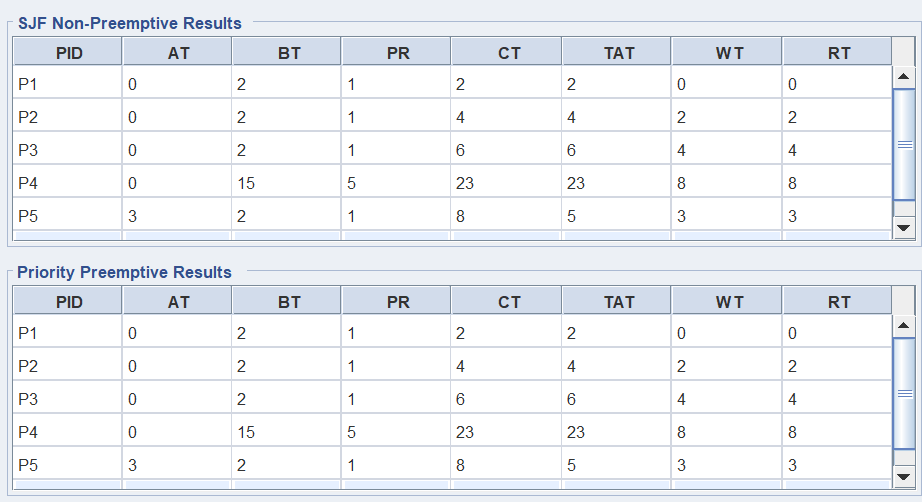 SJF Non-Preemptive Results
PID AT BT PR CT TAT WT RT
P1 0 2 1 2 2 0 0
P2 0 2 1 4 4 2 2
P3 0 2 1 6 6 4 4
P4 0 15 5 23 23 8 8
P5 3 2 1 8 5 3 3
Priority Preemptive Results
PID AT BT PR CT TAT WT RT
P1 0 2 1 2 2 0 0
P2 0 2 1 4 4 2 2
P3 0 2 1 6 6 4 4
P4 0 15 5 23 23 8 8
P5 3 2 1 8 5 3 3